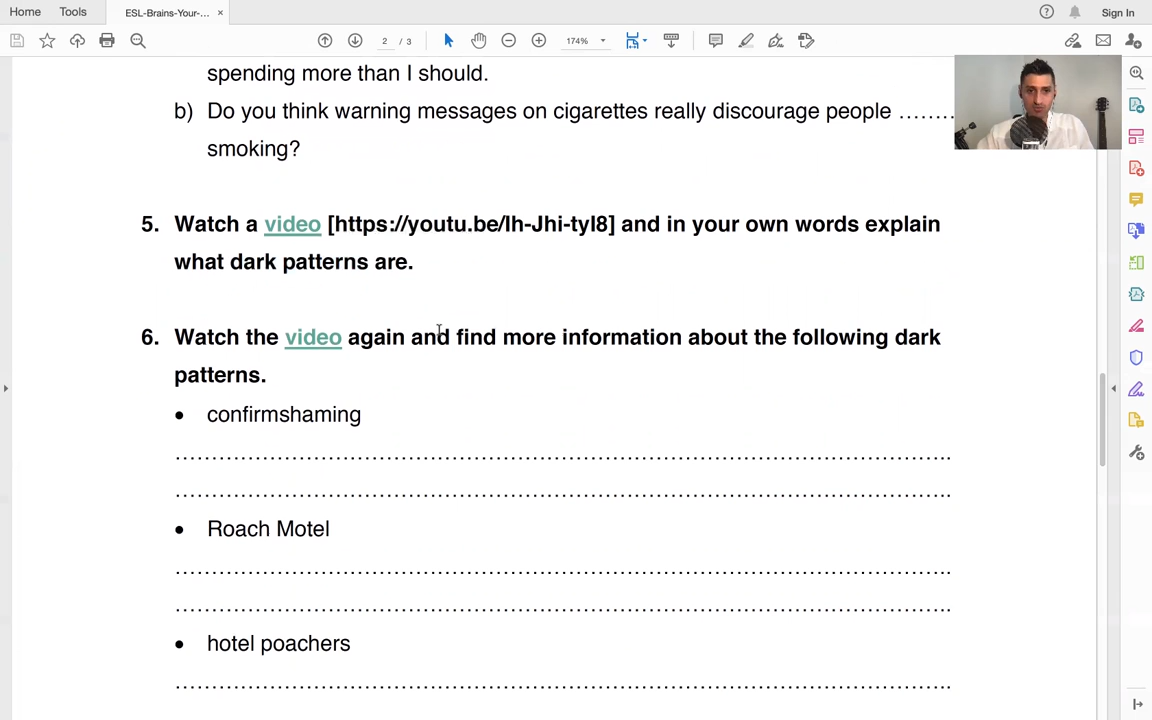 Home
Tools
ESL-Brains-Your-...
×
Sign In
2 / 3
174%
spending more than I should.
b) Do you think warning messages on cigarettes really discourage people .......
smoking?
5. Watch a video [https://youtu.be/Ih-Jhi-tyI8] and in your own words explain
what dark patterns are.
6. Watch the video again and find more information about the following dark
patterns.
• confirmshaming
• Roach Motel
• hotel poachers